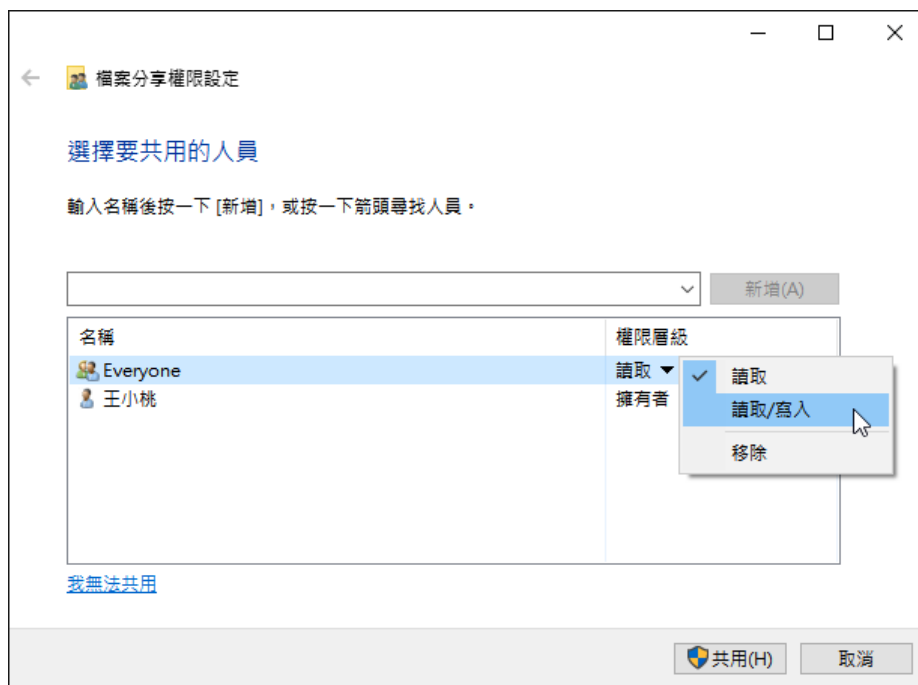 檔案分享權限設定
選擇要共用的人員
輸入名稱後按一下 [新增]，或按一下箭頭尋找人員。
新增(A)
名稱 權限層級
Everyone 讀取
王小桃 擁有者
讀取
讀取/寫入
移除
我無法共用
共用(H) 取消